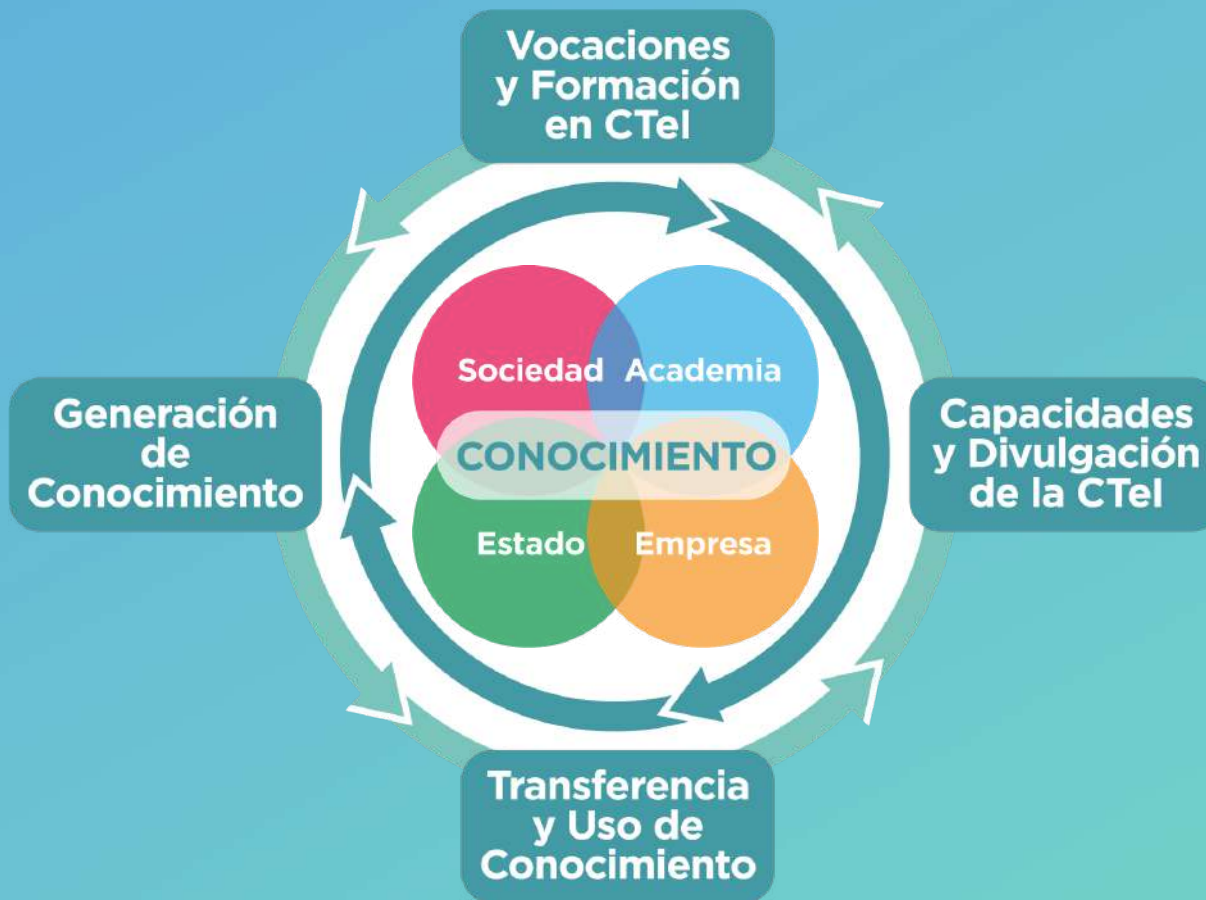 Vocaciones
y Formación
en CTeI
Sociedad
Academia
Generación
de
Conocimiento
CONOCIMIENTO
Capacidades
y Divulgación
de la CTeI
Estado
Empresa
Transferencia
y Uso de
Conocimiento